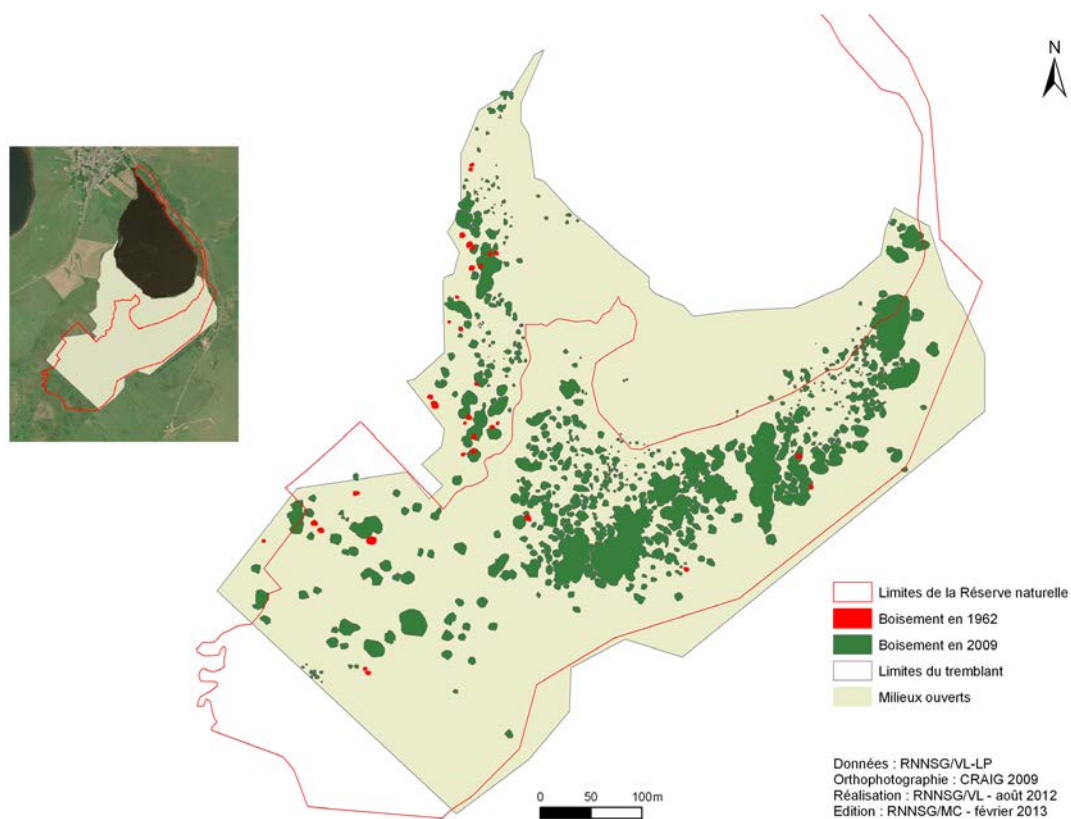 N
Limites de la Réserve naturelle
Boisement en 1962
Boisement en 2009
Limites du tremblant
Milieux ouverts
0 50 100m
Données : RNNSG/VL-LP
Orthophotographie : CRAIG 2009
Réalisation : RNNSG/VL - août 2012
Edition : RNNSG/MC - février 2013